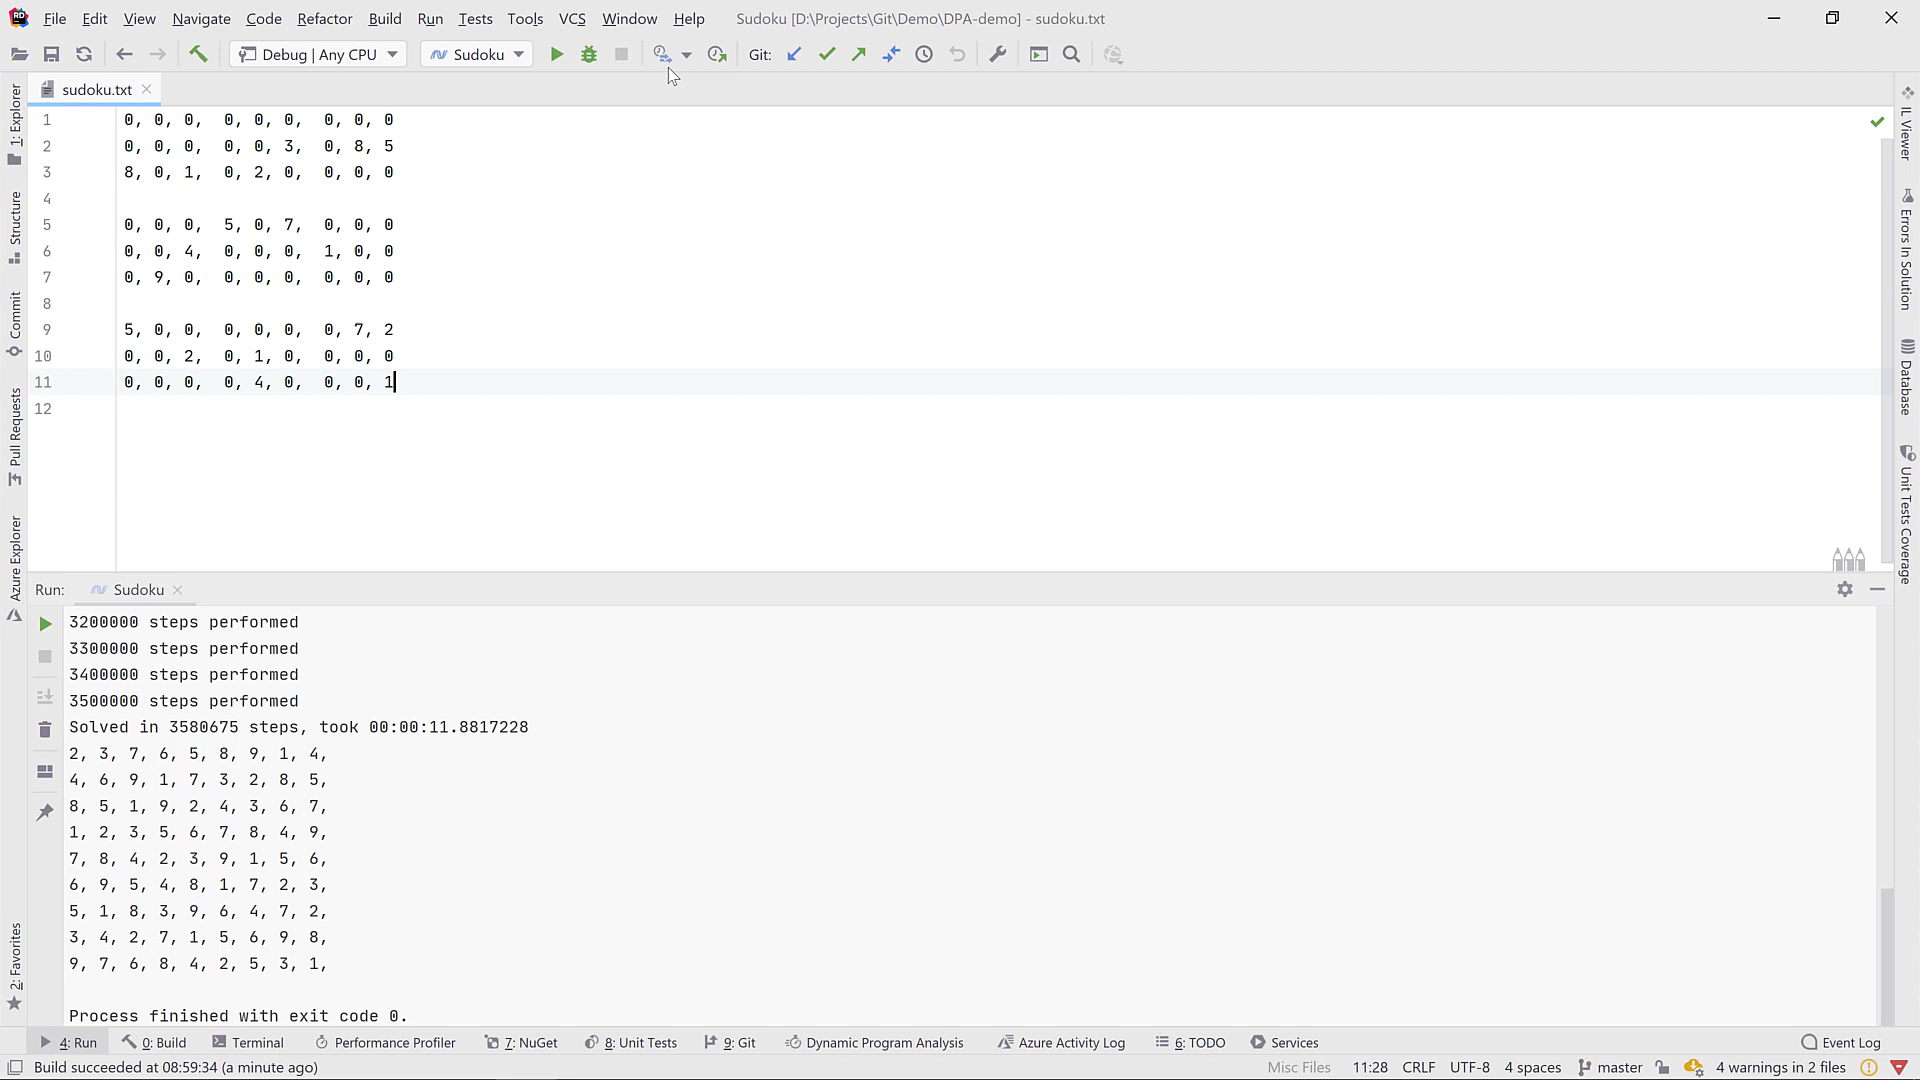 RD File Edit View Navigate Code Refactor Build Run Tests Tools VCS Window Help Sudoku [D:\Projects\Git\Demo\DPA-demo] - sudoku.txt
Debug | Any CPU Sudoku Git:
sudoku.txt
1 0, 0, 0, 0, 0, 0, 0, 0, 0
2 0, 0, 0, 0, 0, 3, 0, 8, 5
3 8, 0, 1, 0, 2, 0, 0, 0, 0
4
5 0, 0, 0, 5, 0, 7, 0, 0, 0
6 0, 0, 4, 0, 0, 0, 1, 0, 0
7 0, 9, 0, 0, 0, 0, 0, 0, 0
8
9 5, 0, 0, 0, 0, 0, 0, 7, 2
10 0, 0, 2, 0, 1, 0, 0, 0, 0
11 0, 0, 0, 0, 4, 0, 0, 0, 1
12
1: Explorer
Structure
Commit
Pull Requests
Azure Explorer
2: Favorites
IL Viewer
Errors In Solution
Database
Unit Tests Coverage
Run: Sudoku
3200000 steps performed
3300000 steps performed
3400000 steps performed
3500000 steps performed
Solved in 3580675 steps, took 00:00:11.8817228
2, 3, 7, 6, 5, 8, 9, 1, 4,
4, 6, 9, 1, 7, 3, 2, 8, 5,
8, 5, 1, 9, 2, 4, 3, 6, 7,
1, 2, 3, 5, 6, 7, 8, 4, 9,
7, 8, 4, 2, 3, 9, 1, 5, 6,
6, 9, 5, 4, 8, 1, 7, 2, 3,
5, 1, 8, 3, 9, 6, 4, 7, 2,
3, 4, 2, 7, 1, 5, 6, 9, 8,
9, 7, 6, 8, 4, 2, 5, 3, 1,
Process finished with exit code 0.
4: Run 0: Build Terminal Performance Profiler 7: NuGet 8: Unit Tests 9: Git Dynamic Program Analysis Azure Activity Log 6: TODO Services Event Log
Build succeeded at 08:59:34 (a minute ago) Misc Files 11:28 CRLF UTF-8 4 spaces master 4 warnings in 2 files